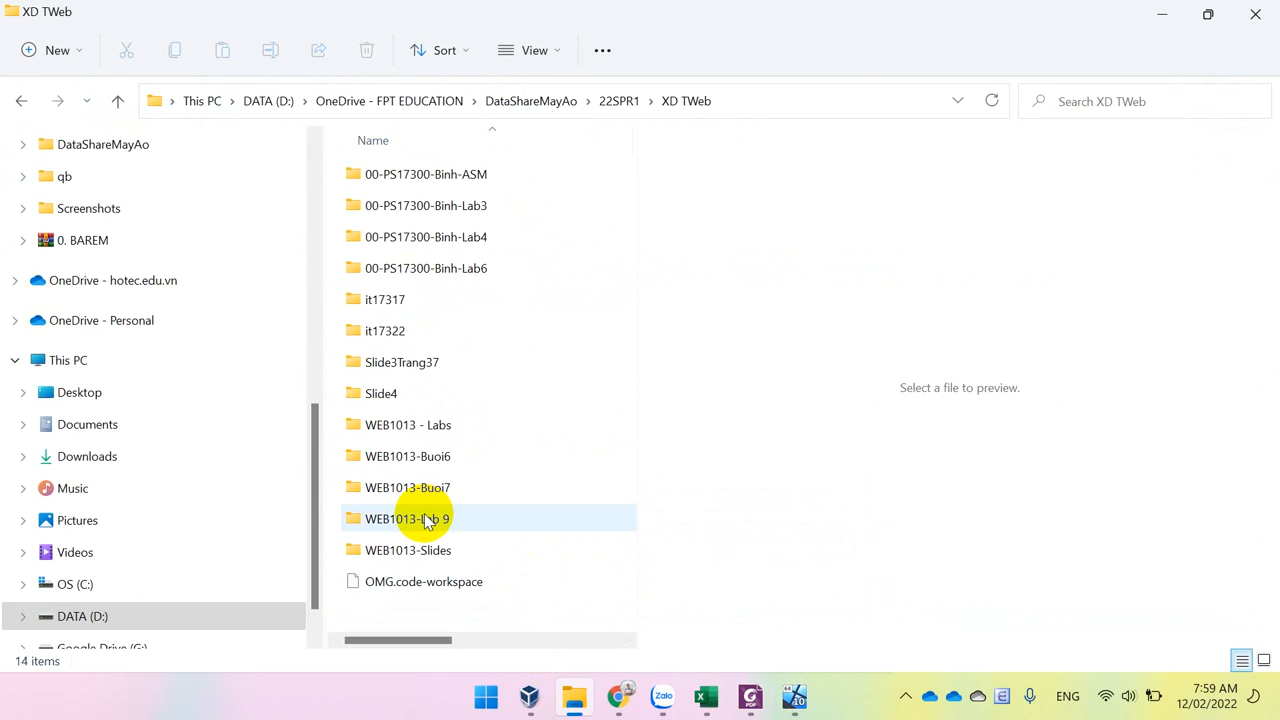 XD TWeb
New
Sort
View
This PC > DATA (D:) > OneDrive - FPT EDUCATION > DataShareMayAo > 22SPR1 > XD TWeb
Search XD TWeb
DataShareMayAo
qb
Screenshots
0. BAREM
OneDrive - hotec.edu.vn
OneDrive - Personal
This PC
Desktop
Documents
Downloads
Music
Pictures
Videos
OS (C:)
DATA (D:)
Google Drive (G:)
Name
00-PS17300-Binh-ASM
00-PS17300-Binh-Lab3
00-PS17300-Binh-Lab4
00-PS17300-Binh-Lab6
it17317
it17322
Slide3Trang37
Slide4
WEB1013 - Labs
WEB1013-Buoi6
WEB1013-Buoi7
WEB1013-Lab 9
WEB1013-Slides
OMG.code-workspace
Select a file to preview.
14 items
Zalo
PDF
64
10
ENG
7:59 AM
12/02/2022